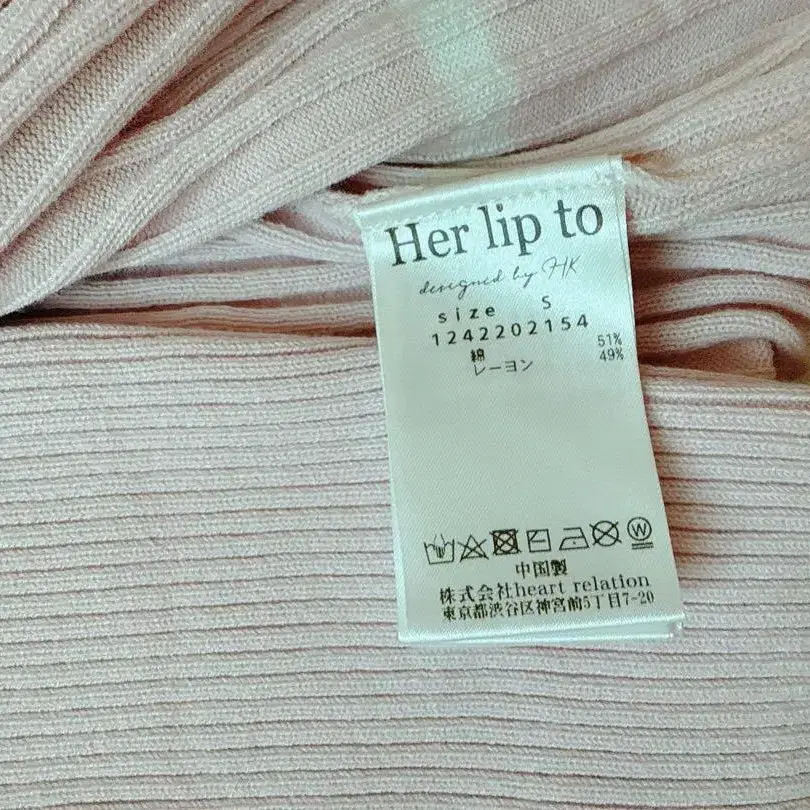 Her lip to
designed by HK
size S
1242202154
綿 51%
レーヨン 49%
W
中国製
株式会社heart relation
東京都渋谷区神宮前5丁目7-20